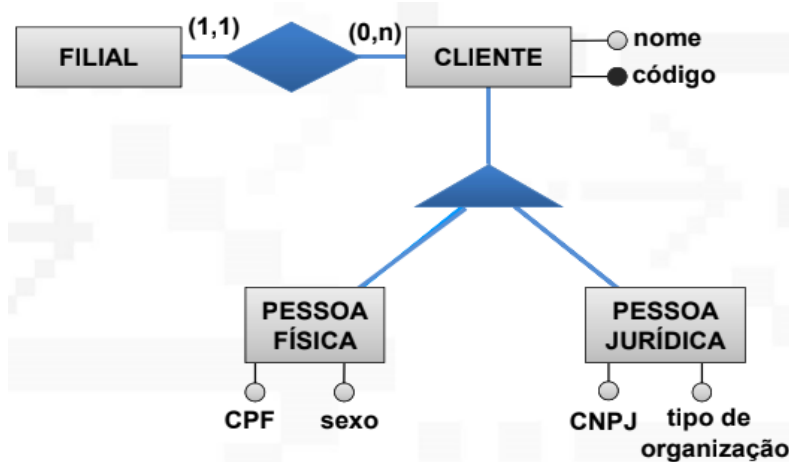 (1,1)
(0,n)
FILIAL
CLIENTE
nome
código
PESSOA
FÍSICA
PESSOA
JURÍDICA
CPF
sexo
CNPJ
tipo de
organização